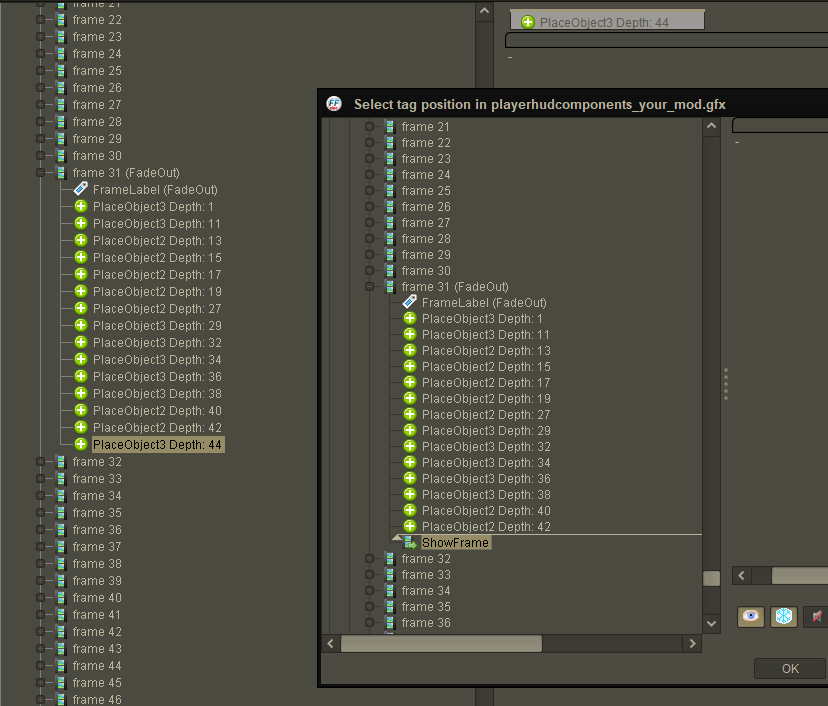 frame 21
frame 22
frame 23
frame 24
frame 25
frame 26
frame 27
frame 28
frame 29
frame 30
frame 31 (FadeOut)
FrameLabel (FadeOut)
PlaceObject3 Depth: 1
PlaceObject3 Depth: 11
PlaceObject2 Depth: 13
PlaceObject2 Depth: 15
PlaceObject2 Depth: 17
PlaceObject2 Depth: 19
PlaceObject2 Depth: 27
PlaceObject3 Depth: 29
PlaceObject3 Depth: 32
PlaceObject3 Depth: 34
PlaceObject3 Depth: 36
PlaceObject3 Depth: 38
PlaceObject2 Depth: 40
PlaceObject2 Depth: 42
PlaceObject3 Depth: 44
frame 32
frame 33
frame 34
frame 35
frame 36
frame 37
frame 38
frame 39
frame 40
frame 41
frame 42
frame 43
frame 44
frame 45
frame 46
PlaceObject3 Depth: 44
-
FF
dec
Select tag position in playerhudcomponents_your_mod.gfx
frame 21
frame 22
frame 23
frame 24
frame 25
frame 26
frame 27
frame 28
frame 29
frame 30
frame 31 (FadeOut)
FrameLabel (FadeOut)
PlaceObject3 Depth: 1
PlaceObject3 Depth: 11
PlaceObject2 Depth: 13
PlaceObject2 Depth: 15
PlaceObject2 Depth: 17
PlaceObject2 Depth: 19
PlaceObject2 Depth: 27
PlaceObject3 Depth: 29
PlaceObject3 Depth: 32
PlaceObject3 Depth: 34
PlaceObject3 Depth: 36
PlaceObject3 Depth: 38
PlaceObject2 Depth: 40
PlaceObject2 Depth: 42
ShowFrame
frame 32
frame 33
frame 34
frame 35
frame 36
-
OK